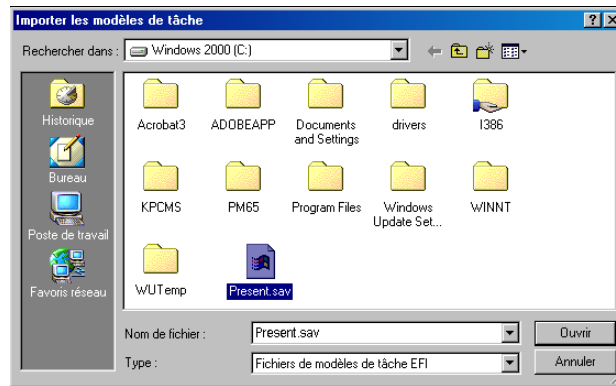 Importer les modèles de tâche
Rechercher dans :
Windows 2000 (C:)
Historique
Bureau
Poste de travail
Favoris réseau
Acrobat3
ADOBEAPP
Documents
and Settings
drivers
I386
KPCMS
PM65
Program Files
Windows
Update Set...
WINNT
WUTemp
Present.sav
Nom de fichier :
Present.sav
Ouvrir
Type :
Fichiers de modèles de tâche EFI
Annuler